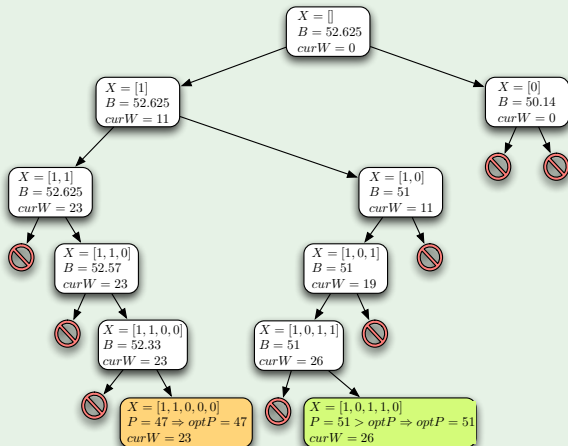 X = []
B = 52.625
curW = 0
X = [1]
B = 52.625
curW = 11
X = [0]
B = 50.14
curW = 0
X = [1, 1]
B = 52.625
curW = 23
X = [1, 0]
B = 51
curW = 11
X = [1, 1, 0]
B = 52.57
curW = 23
X = [1, 0, 1]
B = 51
curW = 19
X = [1, 1, 0, 0]
B = 52.33
curW = 23
X = [1, 0, 1, 1]
B = 51
curW = 26
X = [1, 1, 0, 0, 0]
P = 47 ⇒ optP = 47
curW = 23
X = [1, 0, 1, 1, 0]
P = 51 > optP ⇒ optP = 51
curW = 26